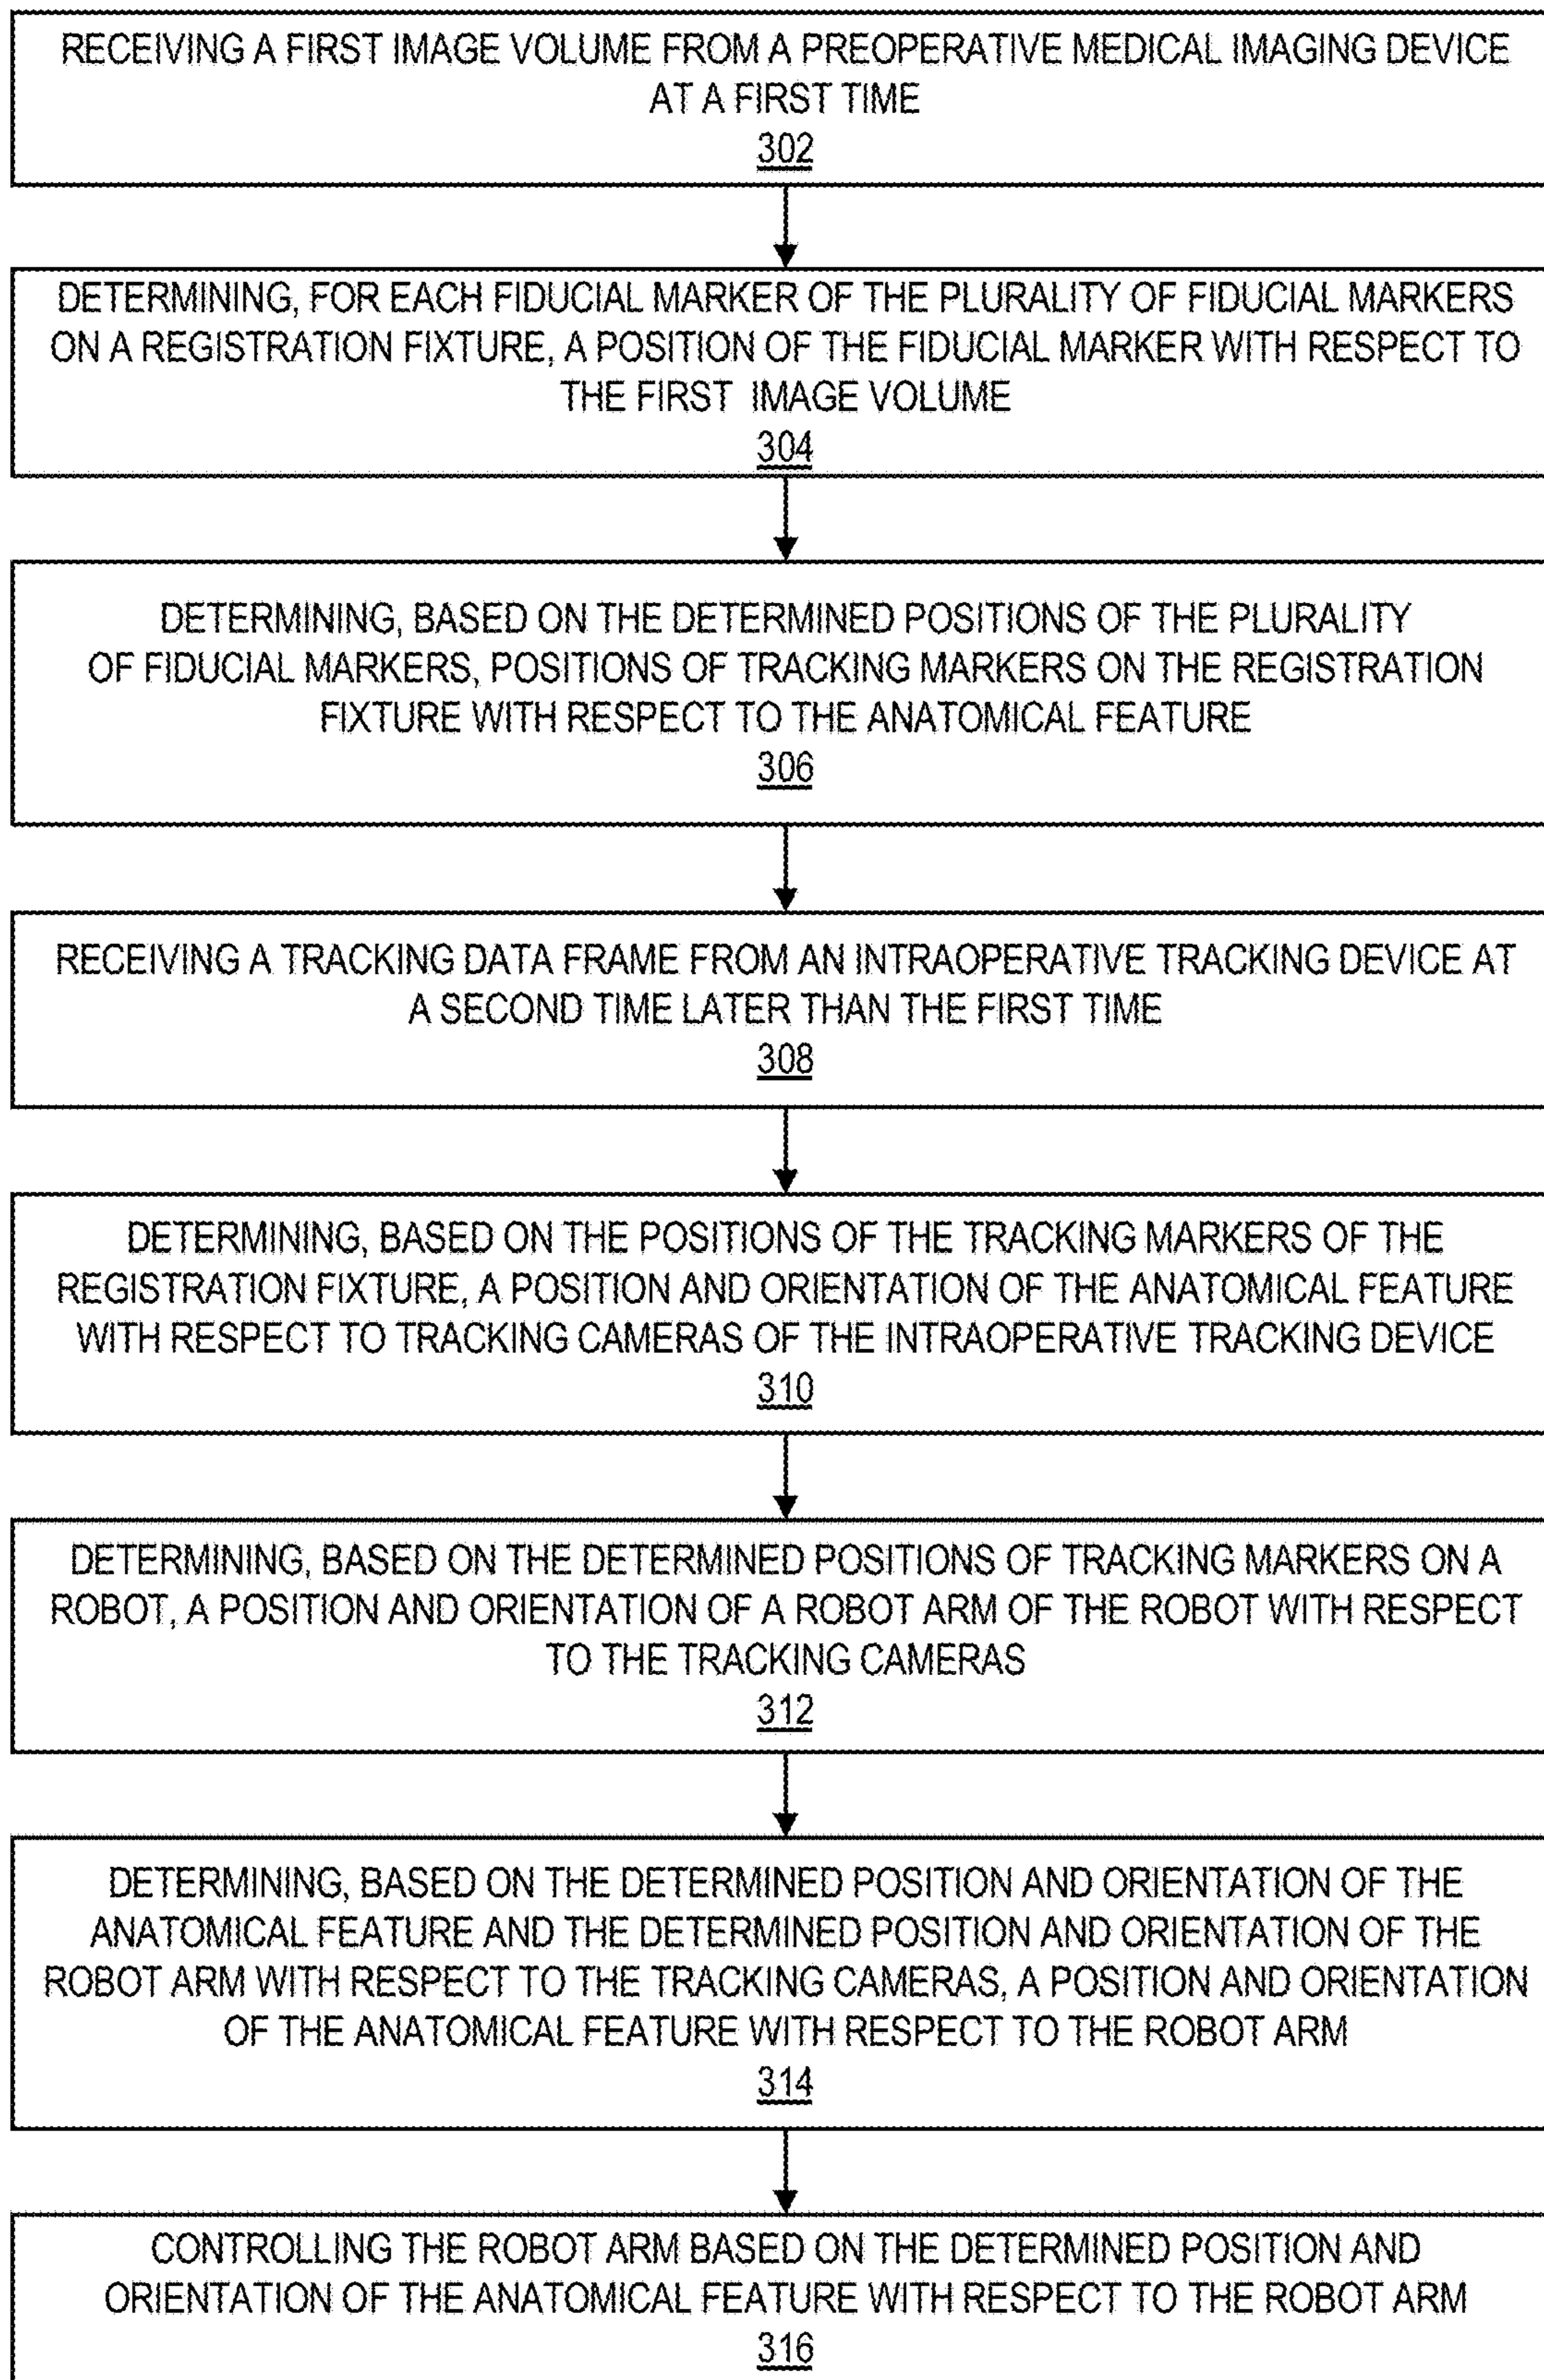 RECEIVING A FIRST IMAGE VOLUME FROM A PREOPERATIVE MEDICAL IMAGING DEVICE
AT A FIRST TIME
302
DETERMINING, FOR EACH FIDUCIAL MARKER OF THE PLURALITY OF FIDUCIAL MARKERS
ON A REGISTRATION FIXTURE, A POSITION OF THE FIDUCIAL MARKER WITH RESPECT TO
THE FIRST IMAGE VOLUME
304
DETERMINING, BASED ON THE DETERMINED POSITIONS OF THE PLURALITY
OF FIDUCIAL MARKERS, POSITIONS OF TRACKING MARKERS ON THE REGISTRATION
FIXTURE WITH RESPECT TO THE ANATOMICAL FEATURE
306
RECEIVING A TRACKING DATA FRAME FROM AN INTRAOPERATIVE TRACKING DEVICE AT
A SECOND TIME LATER THAN THE FIRST TIME
308
DETERMINING, BASED ON THE POSITIONS OF THE TRACKING MARKERS OF THE
REGISTRATION FIXTURE, A POSITION AND ORIENTATION OF THE ANATOMICAL FEATURE
WITH RESPECT TO TRACKING CAMERAS OF THE INTRAOPERATIVE TRACKING DEVICE
310
DETERMINING, BASED ON THE DETERMINED POSITIONS OF TRACKING MARKERS ON A
ROBOT, A POSITION AND ORIENTATION OF A ROBOT ARM OF THE ROBOT WITH RESPECT
TO THE TRACKING CAMERAS
312
DETERMINING, BASED ON THE DETERMINED POSITION AND ORIENTATION OF THE
ANATOMICAL FEATURE AND THE DETERMINED POSITION AND ORIENTATION OF THE
ROBOT ARM WITH RESPECT TO THE TRACKING CAMERAS, A POSITION AND ORIENTATION
OF THE ANATOMICAL FEATURE WITH RESPECT TO THE ROBOT ARM
314
CONTROLLING THE ROBOT ARM BASED ON THE DETERMINED POSITION AND
ORIENTATION OF THE ANATOMICAL FEATURE WITH RESPECT TO THE ROBOT ARM
316